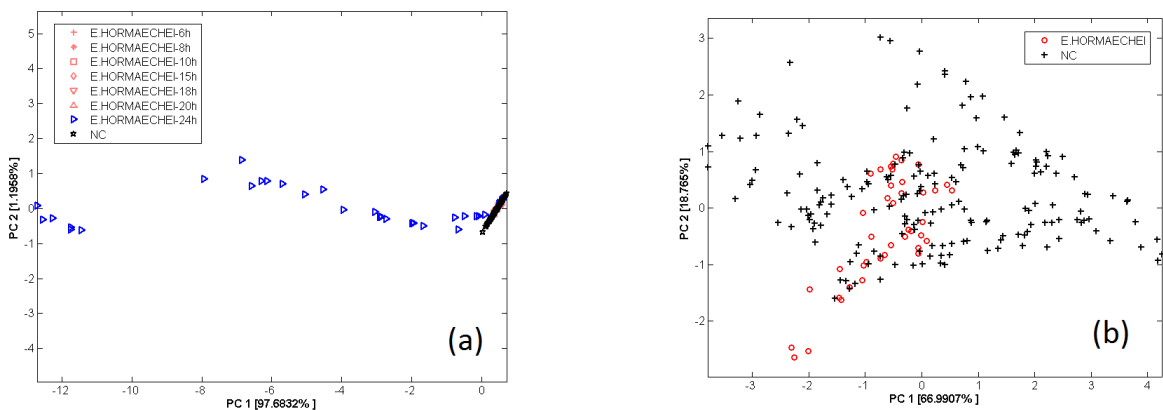 E.HORMAECHEI-6h
E.HORMAECHEI-8h
E.HORMAECHEI-10h
E.HORMAECHEI-15h
E.HORMAECHEI-18h
E.HORMAECHEI-20h
E.HORMAECHEI-24h
NC
5
4
3
2
1
0
-1
-2
-3
-4
PC 2 [1.1958% ]
-12
-10
-8
-6
-4
-2
0
PC 1 [97.6832% ]
(a)
E.HORMAECHEI
NC
3
2
1
0
-1
-2
PC 2 [18.765% ]
-3
-2
-1
0
1
2
3
4
PC 1 [66.9907% ]
(b)